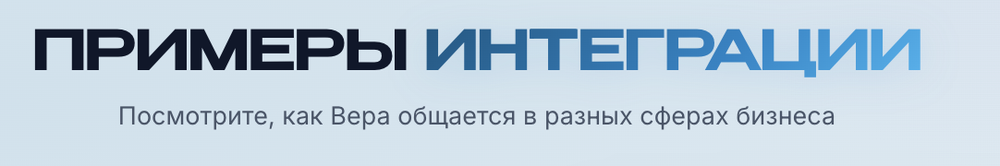 ПРИМЕРЫ ИНТЕГРАЦИИ
Посмотрите, как Вера общается в разных сферах бизнеса